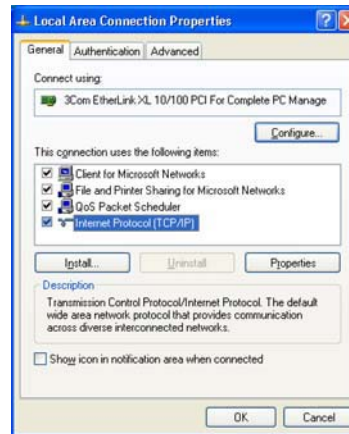 Local Area Connection Properties
General Authentication Advanced
Connect using:
3Com EtherLink XL 10/100 PCI For Complete PC Manage
Configure...
This connection uses the following items:
Client for Microsoft Networks
File and Printer Sharing for Microsoft Networks
QoS Packet Scheduler
Internet Protocol (TCP/IP)
Install... Uninstall Properties
Description
Transmission Control Protocol/Internet Protocol. The default
wide area network protocol that provides communication
across diverse interconnected networks.
Show icon in notification area when connected
OK Cancel